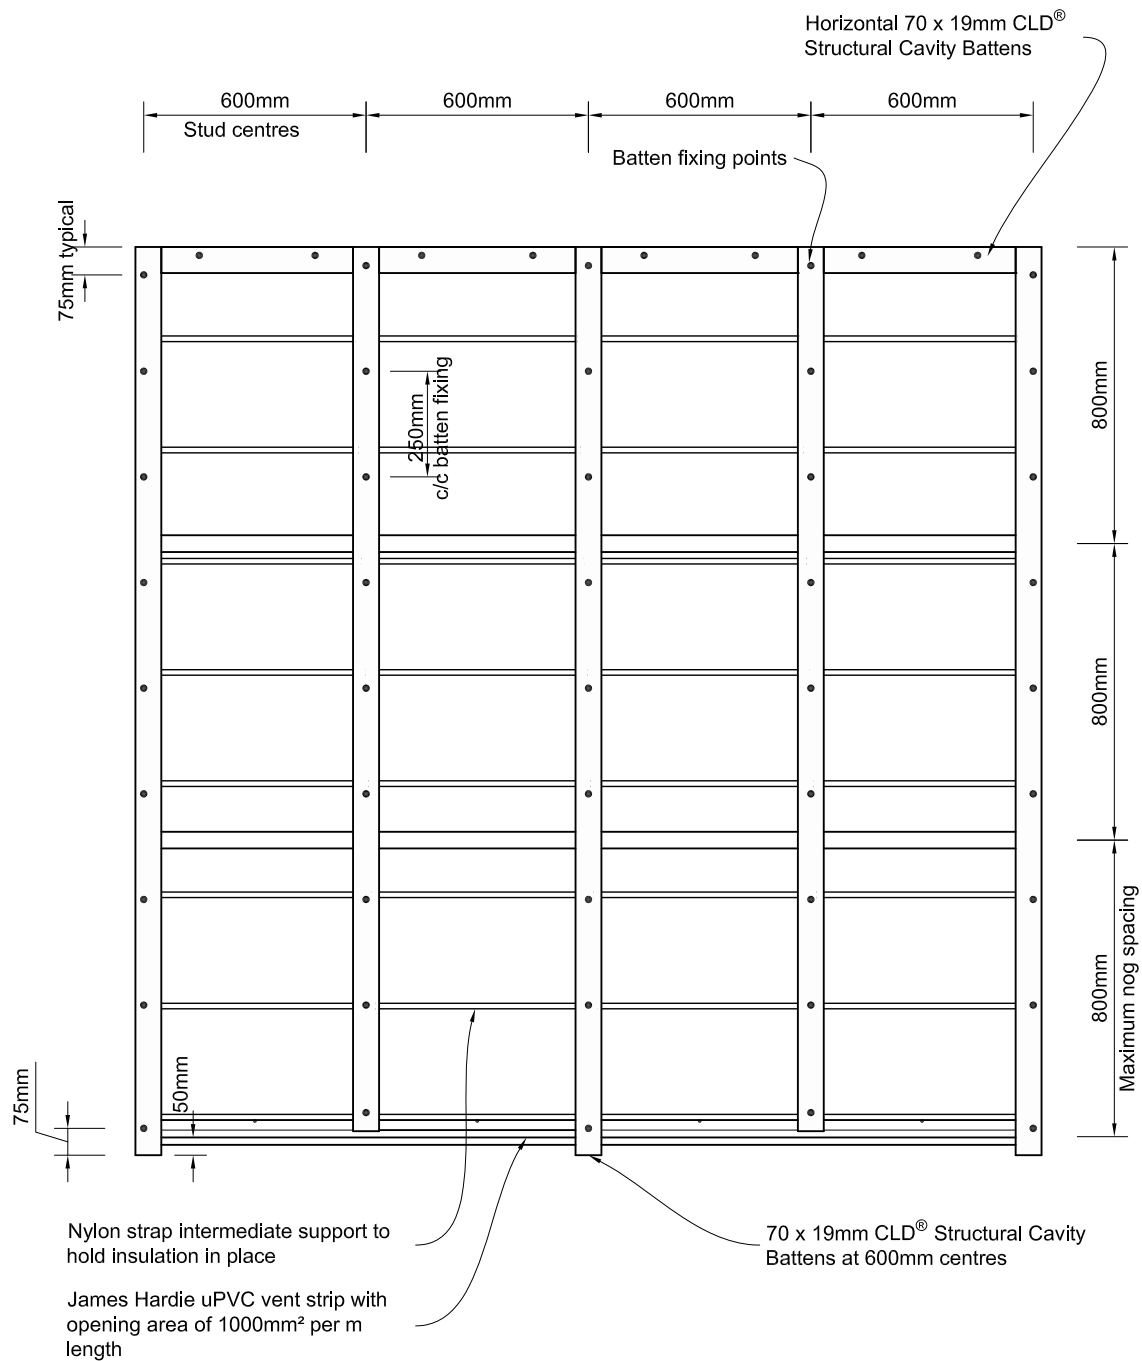 Horizontal 70 x 19mm CLD®
Structural Cavity Battens
600mm
600mm
600mm
600mm
Stud centres
Batten fixing points
75mm typical
250mm
c/c batten fixing
800mm
800mm
800mm
Maximum nog spacing
75mm
50mm
Nylon strap intermediate support to
hold insulation in place
70 x 19mm CLD® Structural Cavity
Battens at 600mm centres
James Hardie uPVC vent strip with
opening area of 1000mm² per m
length